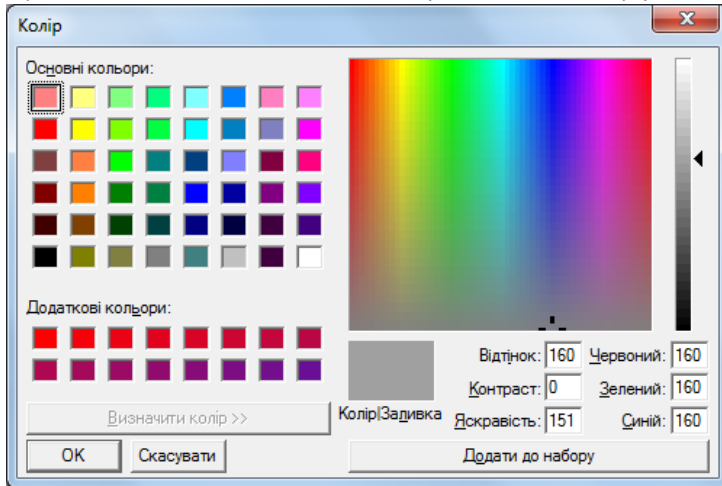 Колір
Основні кольори:
Додаткові кольори:
Визначити колір >>
OK
Скасувати
Колір|Заливка
Відтінок: 160
Контраст: 0
Яскравість: 151
Червоний: 160
Зелений: 160
Синій: 160
Додати до набору